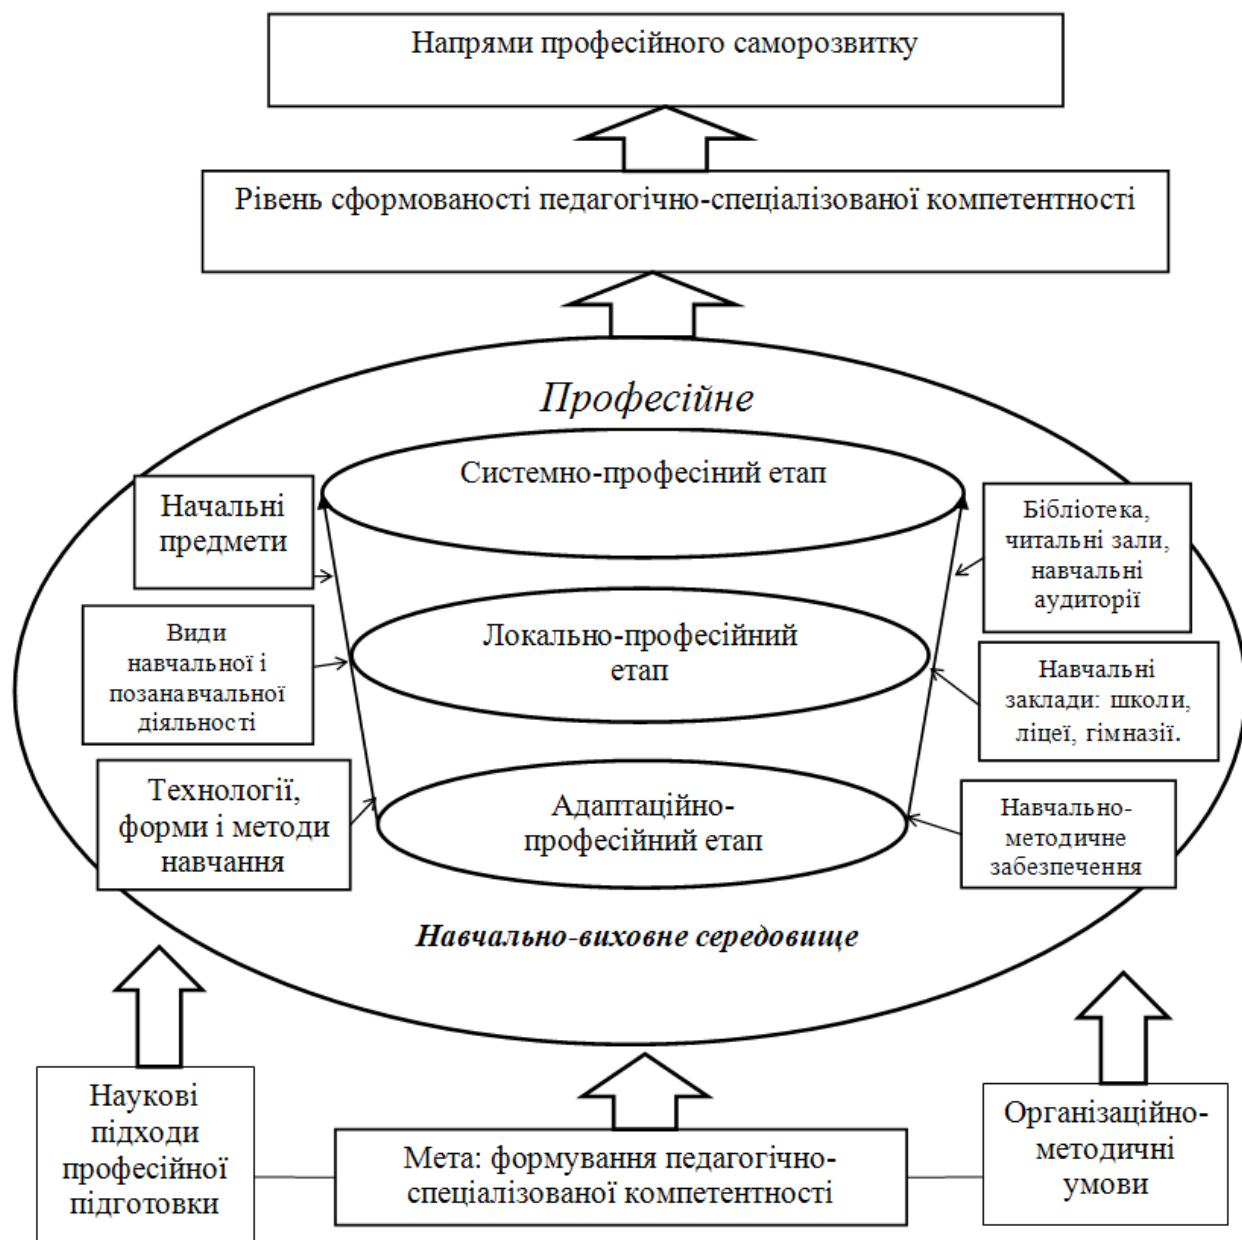 Напрями професійного саморозвитку
Рівень сформованості педагогічно-спеціалізованої компетентності
Професійне
Системно-професіний етап
Начальні
предмети
Бібліотека,
читальні зали,
навчальні
аудиторії
Локально-професійний
етап
Види
навчальної і
позанавчальної
діяльності
Навчальні
заклади: школи,
ліцеї, гімназії.
Технології,
форми і методи
навчання
Адаптаційно-
професійний етап
Навчально-
методичне
забезпечення
Навчально-виховне середовище
Наукові
підходи
професійної
підготовки
Мета: формування педагогічно-
спеціалізованої компетентності
Організаційно-
методичні
умови